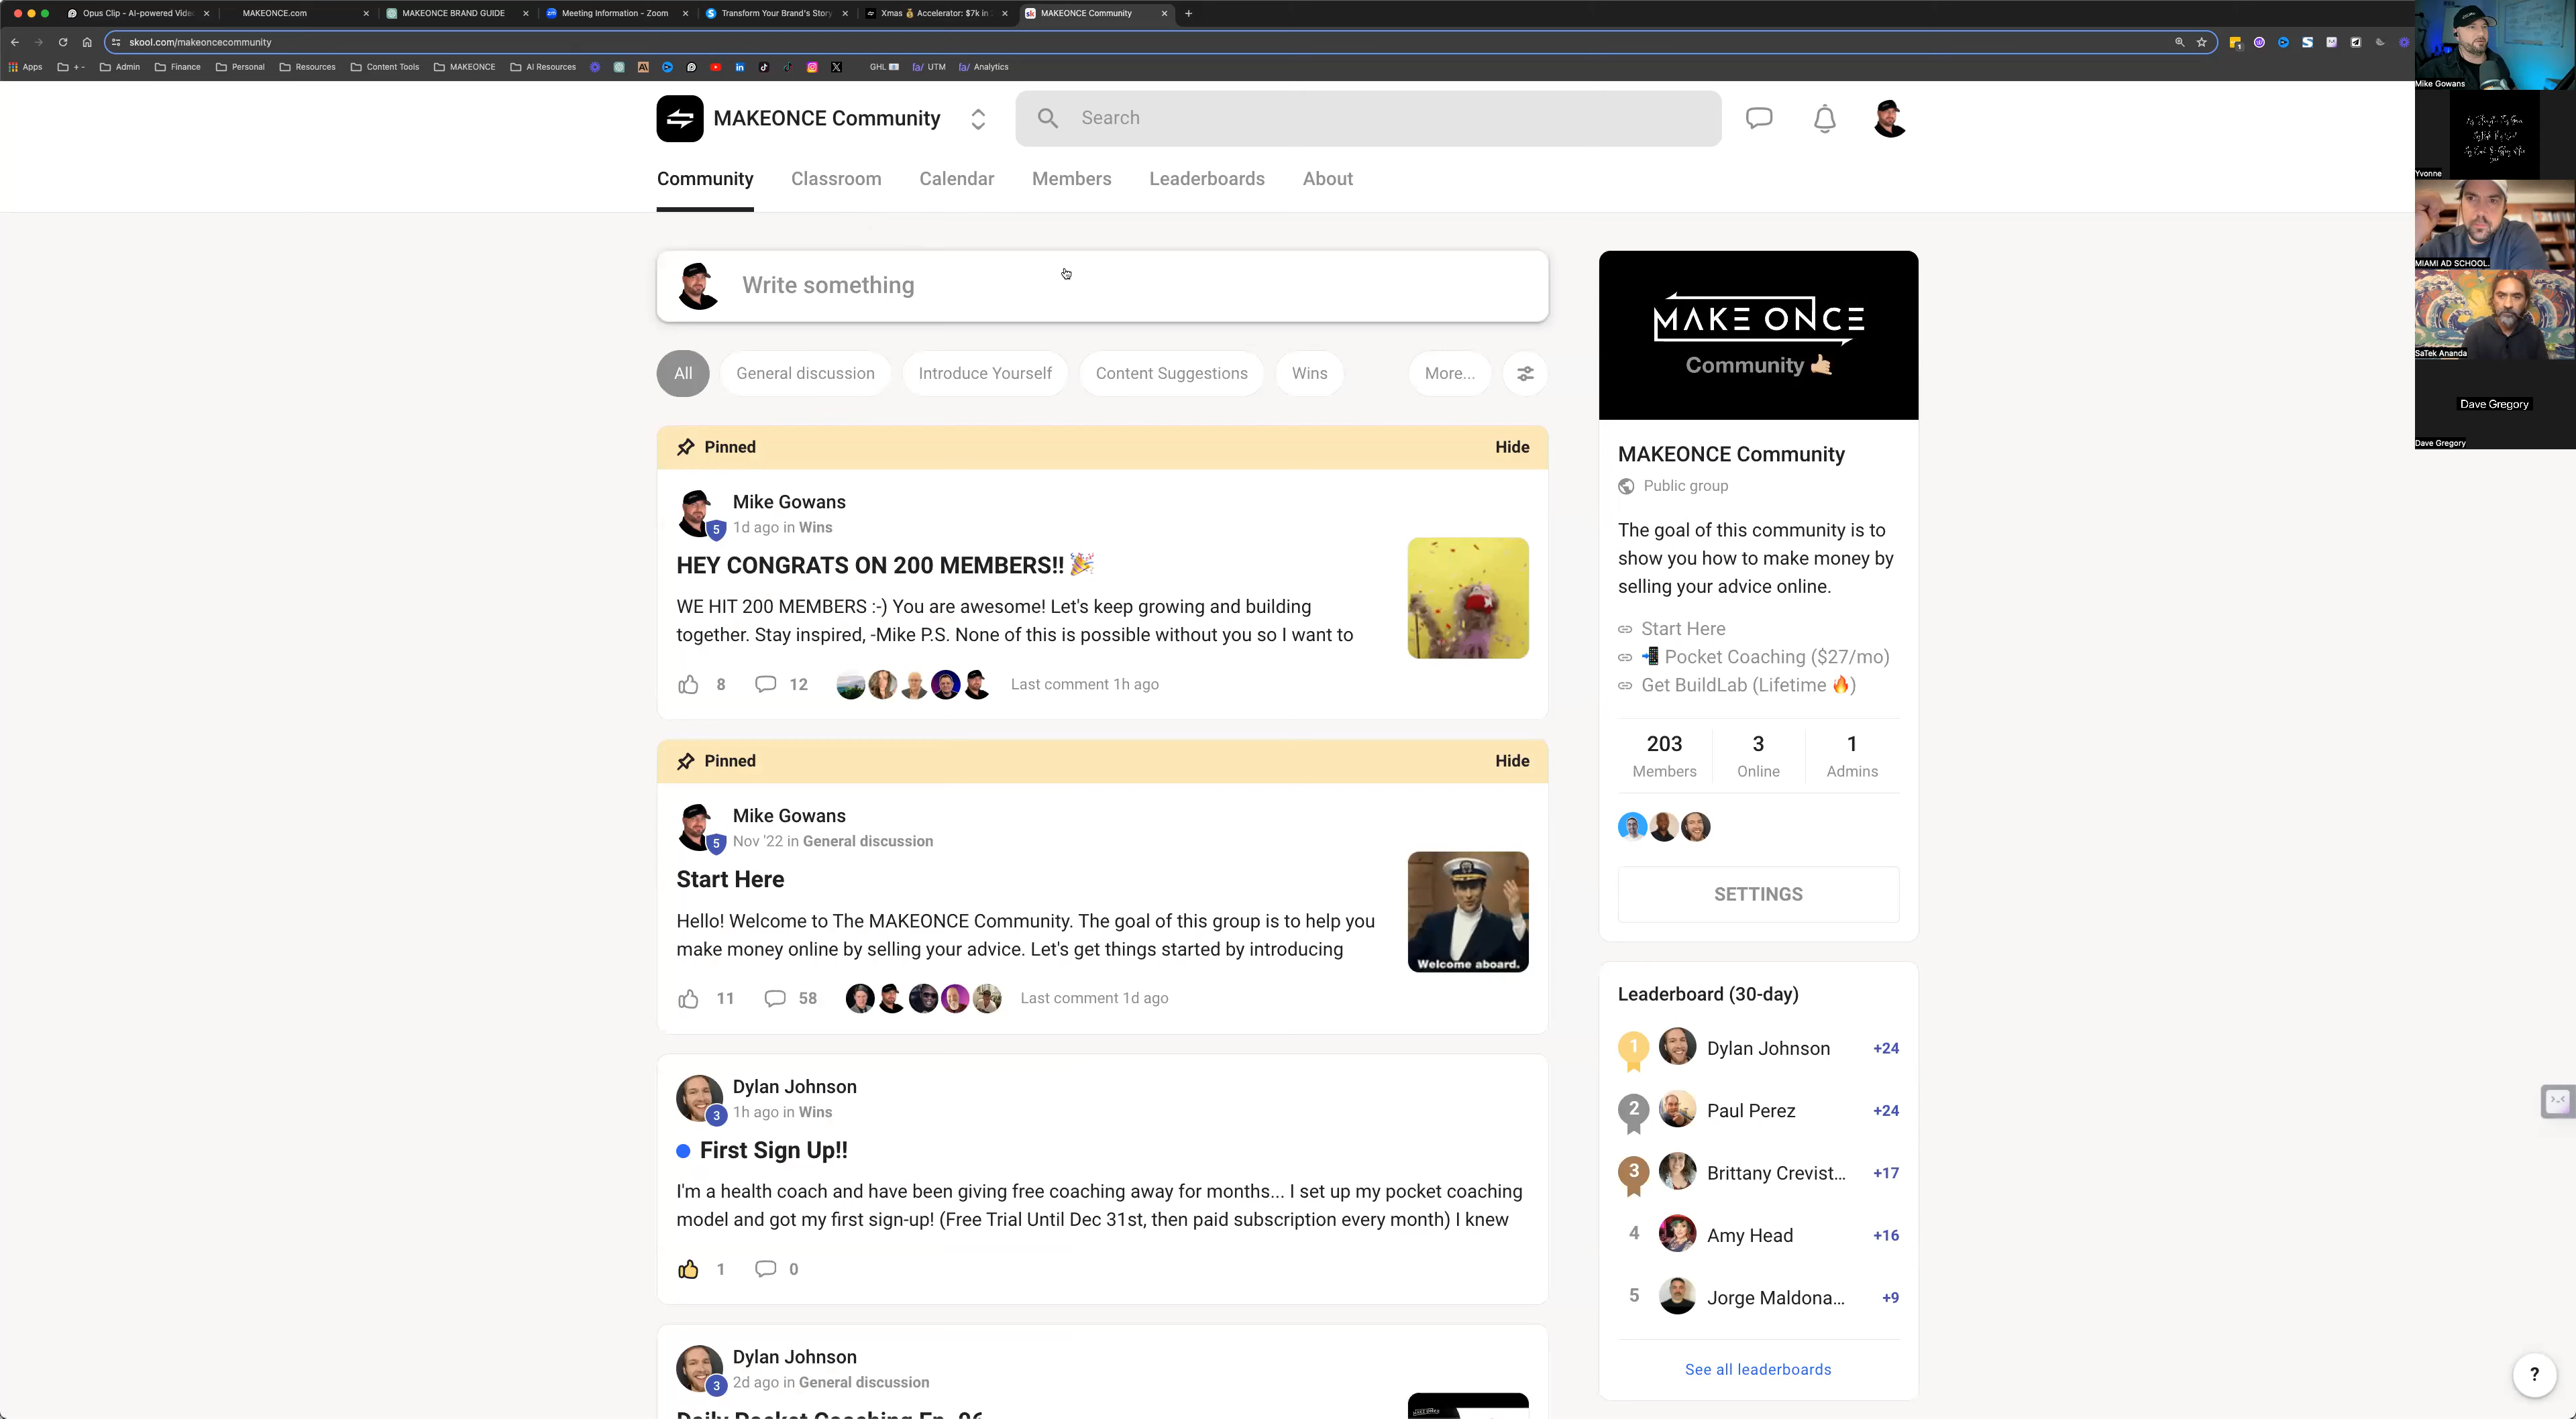 Opus Clip - AI-powered Vide
MAKEONCE.com
MAKEONCE BRAND GUIDE
Meeting Information - Zoom
Transform Your Brand's Story
Xmas 💰 Accelerator: $7k in
MAKEONCE Community
skool.com/makeoncecommunity
Apps
+ -
Admin
Finance
Personal
Resources
Content Tools
MAKEONCE
AI Resources
GHL
UTM
Analytics
Mike Gowans
Yvonne
MIAMI AD SCHOOL.
SaTek Ananda
Dave Gregory
Dave Gregory
MAKEONCE Community
Search
Community
Classroom
Calendar
Members
Leaderboards
About
Write something
All
General discussion
Introduce Yourself
Content Suggestions
Wins
More...
Pinned
Hide
Mike Gowans
5
1d ago in Wins
HEY CONGRATS ON 200 MEMBERS!! 🎉
WE HIT 200 MEMBERS :-) You are awesome! Let's keep growing and building
together. Stay inspired, -Mike P.S. None of this is possible without you so I want to
8
12
Last comment 1h ago
Pinned
Hide
Mike Gowans
5
Nov '22 in General discussion
Start Here
Hello! Welcome to The MAKEONCE Community. The goal of this group is to help you
make money online by selling your advice. Let's get things started by introducing
Welcome aboard.
11
58
Last comment 1d ago
Dylan Johnson
3
1h ago in Wins
First Sign Up!!
I'm a health coach and have been giving free coaching away for months... I set up my pocket coaching
model and got my first sign-up! (Free Trial Until Dec 31st, then paid subscription every month) I knew
1
0
Dylan Johnson
3
2d ago in General discussion
Daily Pocket Coaching Ep. 06
MAKE ONCE
Community 🤙
MAKEONCE Community
Public group
The goal of this community is to
show you how to make money by
selling your advice online.
Start Here
📲 Pocket Coaching ($27/mo)
Get BuildLab (Lifetime 🔥)
203
Members
3
Online
1
Admins
SETTINGS
Leaderboard (30-day)
1
Dylan Johnson
+24
2
Paul Perez
+24
3
Brittany Crevist...
+17
4
Amy Head
+16
5
Jorge Maldona...
+9
See all leaderboards
?